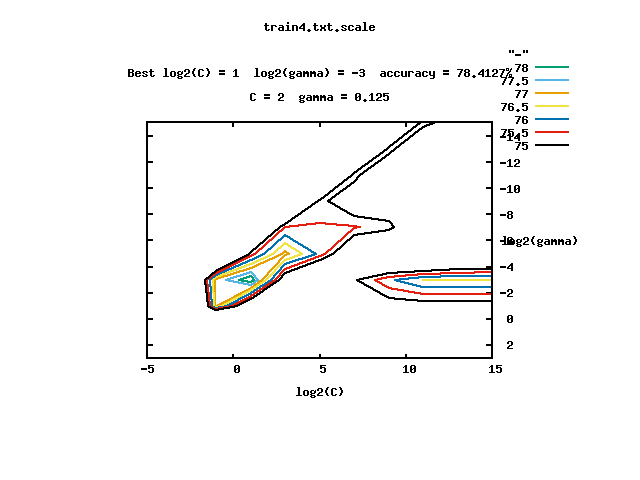 train4.txt.scale
"-"
Best log2(C) = 1  log2(gamma) = -3  accuracy = 78.4127%
78
77.5
C = 2  gamma = 0.125
77
76.5
76
75.5
75
-14
-12
-10
-8
-6
log2(gamma)
-4
-2
0
2
-5 0 5 10 15
log2(C)